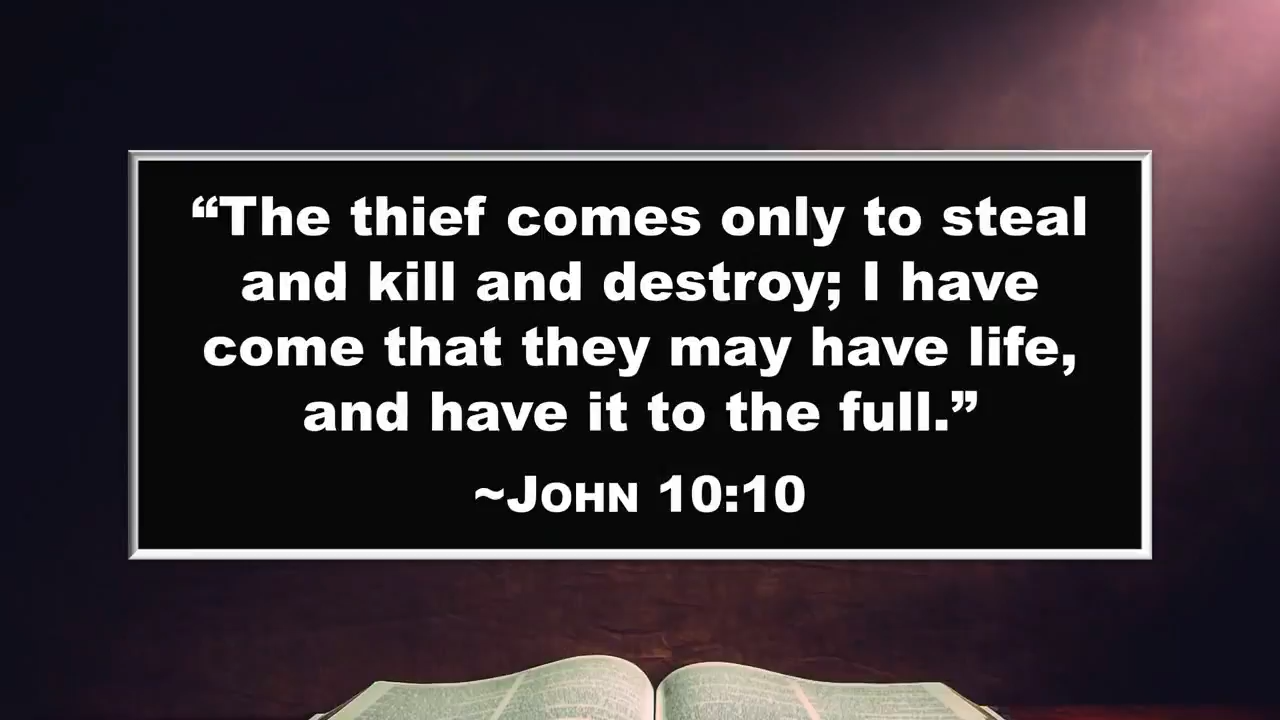 “The thief comes only to steal
and kill and destroy; I have
come that they may have life,
and have it to the full.”
~John 10:10